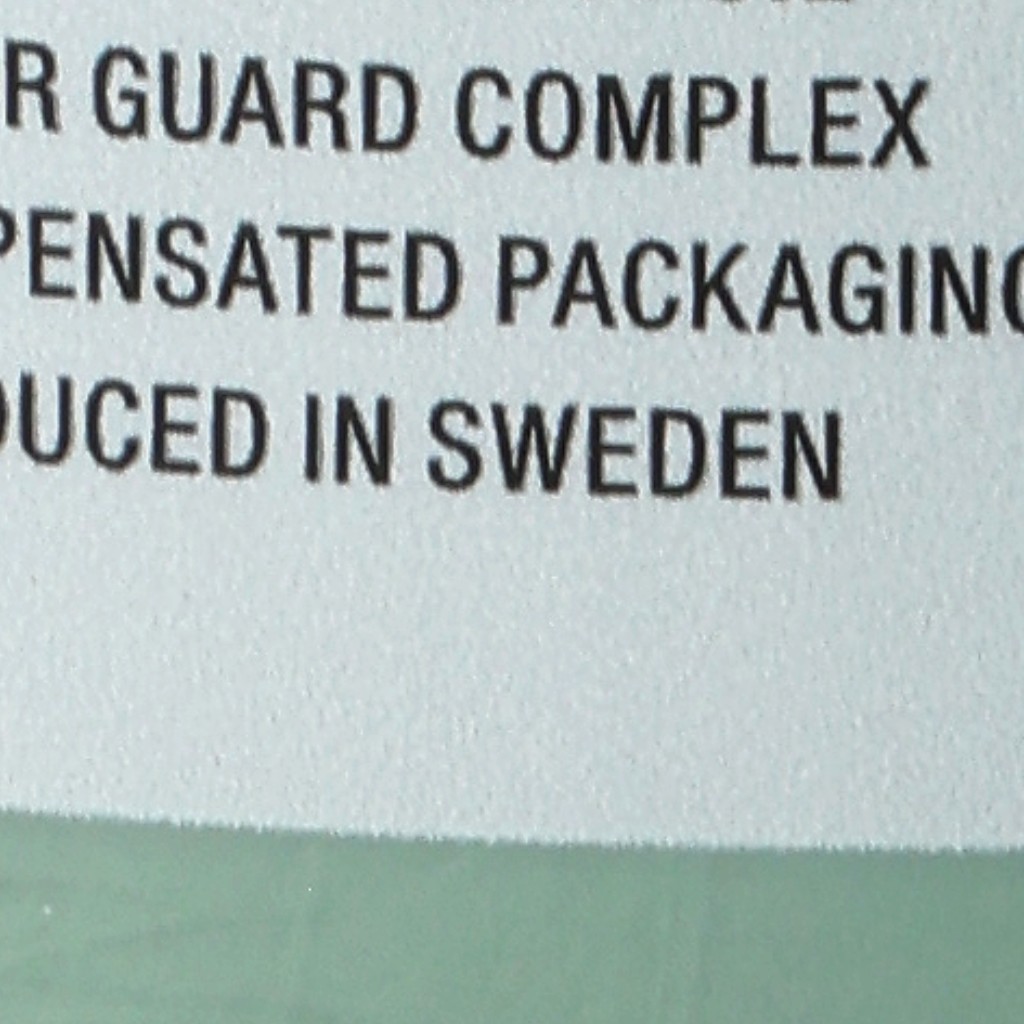 R GUARD COMPLEX
PENSATED PACKAGING
DUCED IN SWEDEN